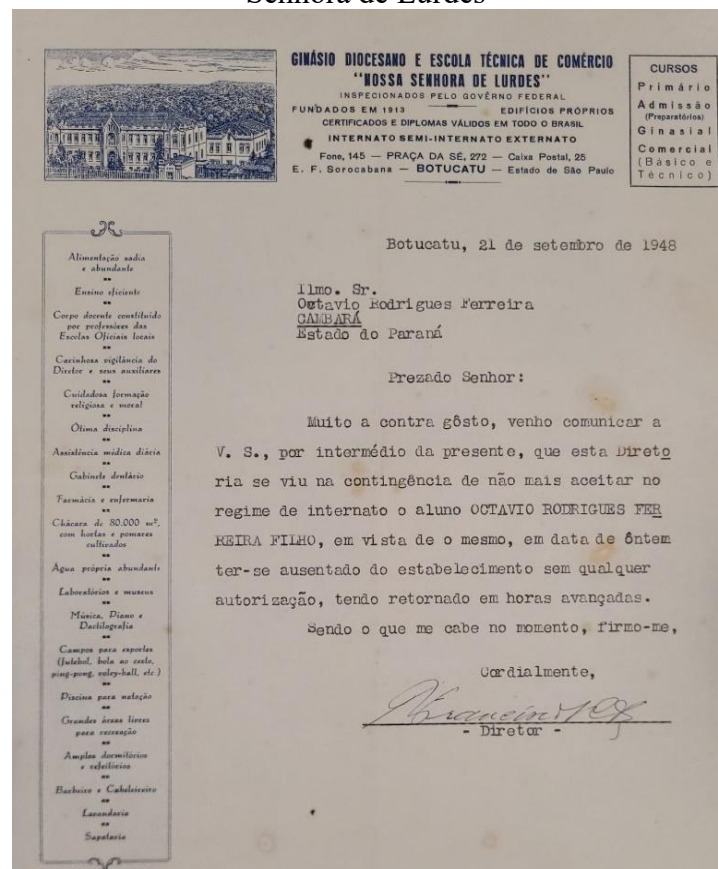 Senhora de Lurdes"
GINÁSIO DIOCESANO E ESCOLA TÉCNICA DE COMÉRCIO
"NOSSA SENHORA DE LURDES"
INSPECIONADOS PELO GOVÊRNO FEDERAL
FUNDADOS EM 1913 EDIFÍCIOS PRÓPRIOS
CERTIFICADOS E DIPLOMAS VÁLIDOS EM TODO O BRASIL
INTERNATO SEMI-INTERNATO EXTERNATO
Fone, 145 — PRAÇA DA SÉ, 272 — Caixa Postal, 25
E. F. Sorocabana — BOTUCATU — Estado de São Paulo
CURSOS
Primário
Admissão
(Preparatórios)
Ginasial
Comercial
(Básico e
Técnico)
Alimentação sadia
e abundante
Ensino eficiente
Corpo docente constituido
por professôres das
Escolas Oficiais locais
Carinhosa vigilância do
Diretor e seus auxiliares
Cuidadosa formação
religiosa e moral
Ótima disciplina
Assistência médica diária
Gabinete dentário
Farmácia e enfermaria
Chácara de 80.000 m²,
com hortas e pomares
cultivados
Água própria abundante
Laboratórios e museus
Música, Piano e
Dactilografia
Campos para esportes
(futebol, bola ao cesto,
ping-pong, voley-ball, etc.)
Piscina para natação
Grandes áreas livres
para recreação
Amplos dormitórios
e refeitórios
Barbeiro e Cabeleireiro
Lavanderia
Sapataria
Botucatu, 21 de setembro de 1948
Ilmo. Sr.
Octavio Rodrigues Ferreira
CAMBARÁ
Estado do Paraná
Prezado Senhor:
Muito a contra gôsto, venho comunicar a
V. S., por intermédio da presente, que esta Direto
ria se viu na contingência de não mais aceitar no
regime de internato o aluno OCTAVIO RODRIGUES FER
REIRA FILHO, em vista de o mesmo, em data de ôntem
ter-se ausentado do estabelecimento sem qualquer
autorização, tendo retornado em horas avançadas.
Sendo o que me cabe no momento, firmo-me,
Cordialmente,
- Diretor -